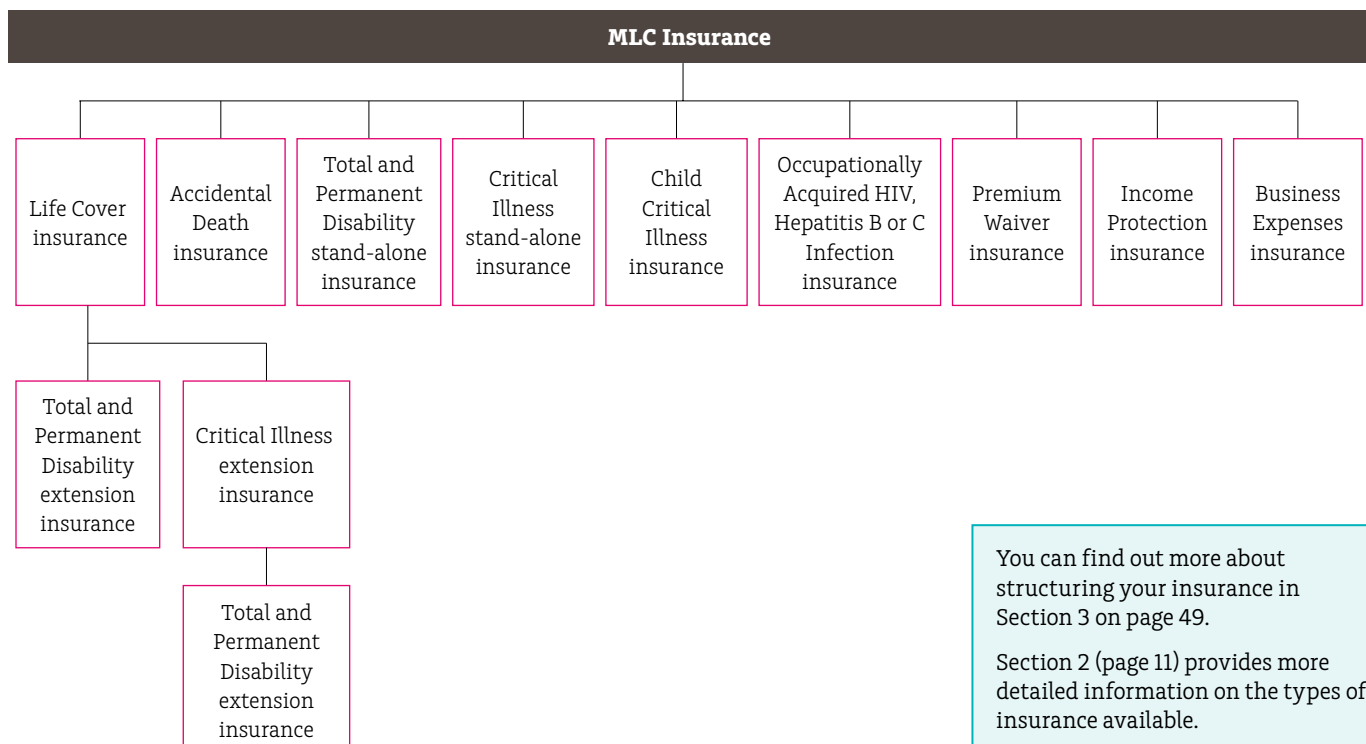 MLC Insurance
Life Cover
insurance
Accidental
Death
insurance
Total and
Permanent
Disability
stand-alone
insurance
Critical
Illness
stand-alone
insurance
Child
Critical
Illness
insurance
Occupationally
Acquired HIV,
Hepatitis B or C
Infection
insurance
Premium
Waiver
insurance
Income
Protection
insurance
Business
Expenses
insurance
Total and
Permanent
Disability
extension
insurance
Critical Illness
extension
insurance
Total and
Permanent
Disability
extension
insurance
You can find out more about
structuring your insurance in
Section 3 on page 49.
Section 2 (page 11) provides more
detailed information on the types of
insurance available.